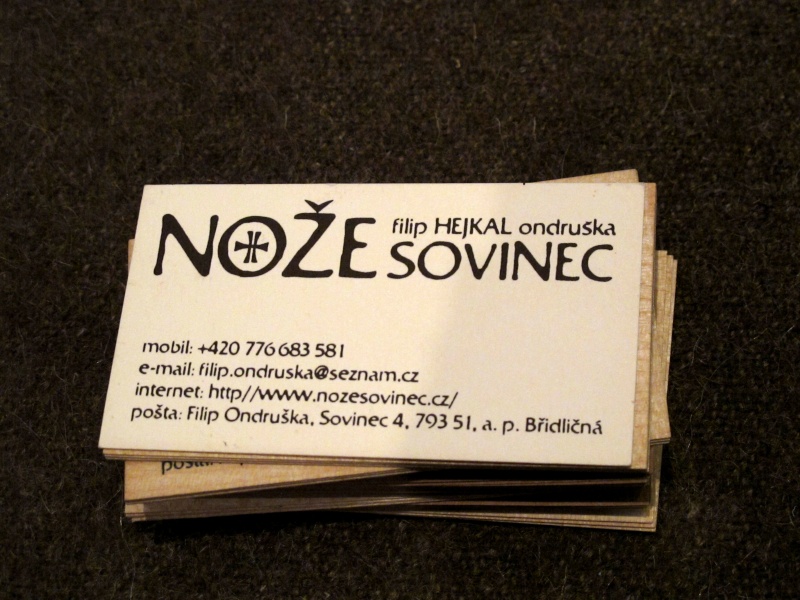 NOŽE
filip HEJKAL ondruška
SOVINEC
mobil: +420 776 683 581
e-mail: filip.ondruska@seznam.cz
internet: http//www.nozesovinec.cz/
pošta: Filip Ondruška, Sovinec 4, 793 51, a. p. Břidličná